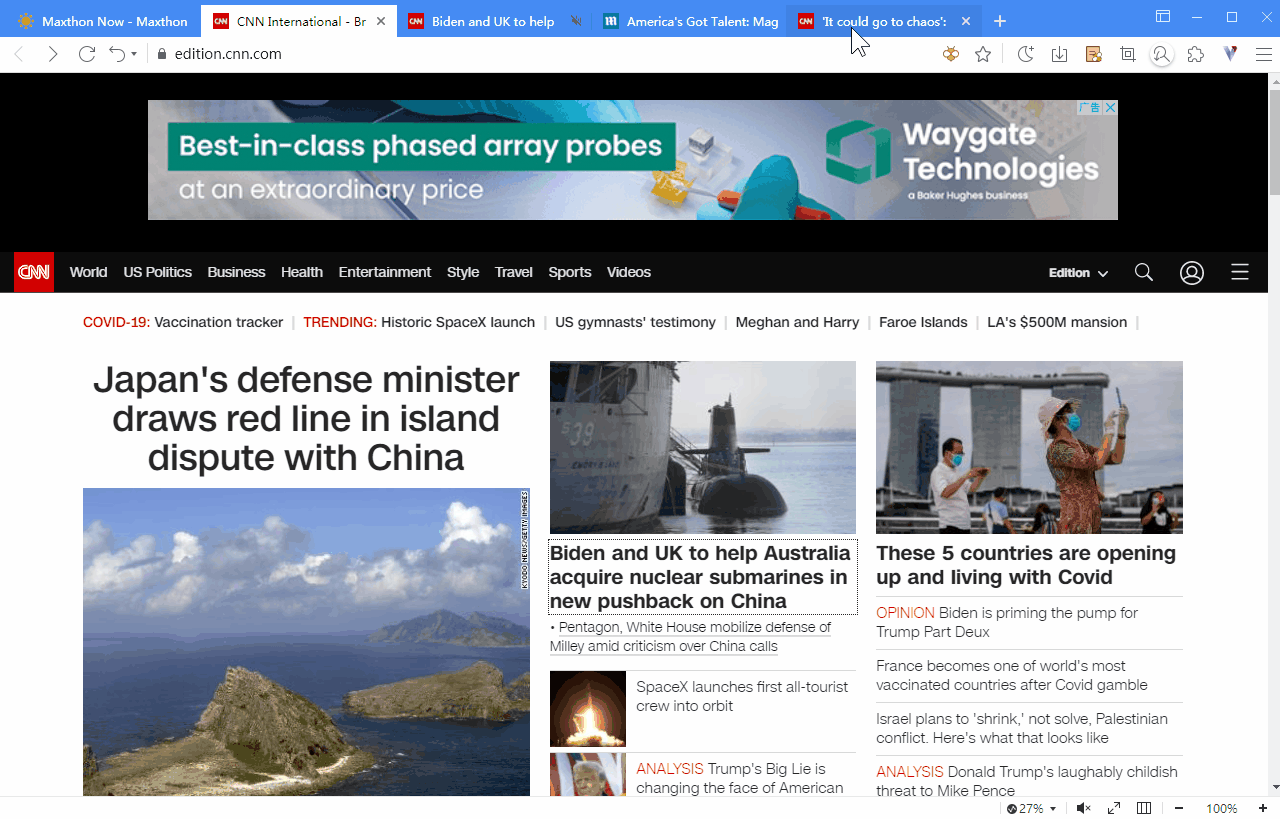 Maxthon Now - Maxthon
CNN International - Br
Biden and UK to help
America's Got Talent: Mag
'It could go to chaos':
edition.cnn.com
广告
Best-in-class phased array probes
at an extraordinary price
Waygate
Technologies
a Baker Hughes business
CNN
World
US Politics
Business
Health
Entertainment
Style
Travel
Sports
Videos
Edition
COVID-19: Vaccination tracker
TRENDING: Historic SpaceX launch
US gymnasts' testimony
Meghan and Harry
Faroe Islands
LA's $500M mansion
Japan's defense minister
draws red line in island
dispute with China
KYODO NEWS/GETTY IMAGES
39
Biden and UK to help Australia
acquire nuclear submarines in
new pushback on China
• Pentagon, White House mobilize defense of
Milley amid criticism over China calls
SpaceX launches first all-tourist
crew into orbit
ANALYSIS Trump's Big Lie is
changing the face of American
These 5 countries are opening
up and living with Covid
OPINION Biden is priming the pump for
Trump Part Deux
France becomes one of world's most
vaccinated countries after Covid gamble
Israel plans to 'shrink,' not solve, Palestinian
conflict. Here's what that looks like
ANALYSIS Donald Trump's laughably childish
threat to Mike Pence
27%
100%